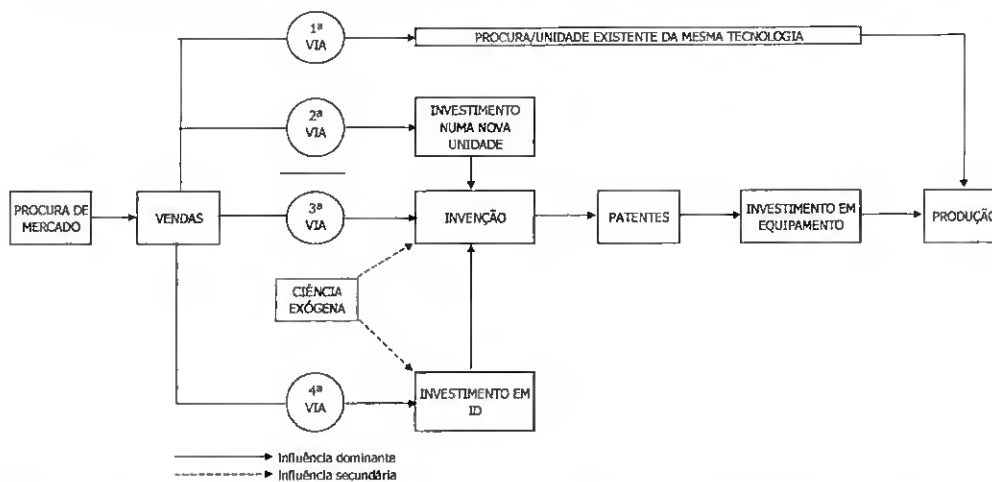 1ª
VIA
PROCURA/UNIDADE EXISTENTE DA MESMA TECNOLOGIA
2ª
VIA
INVESTIMENTO
NUMA NOVA
UNIDADE
PROCURA DE
MERCADO
VENDAS
3ª
VIA
INVENÇÃO
PATENTES
INVESTIMENTO EM
EQUIPAMENTO
PRODUÇÃO
CIÊNCIA
EXÓGENA
4ª
VIA
INVESTIMENTO EM
ID
Influência dominante
Influência secundária